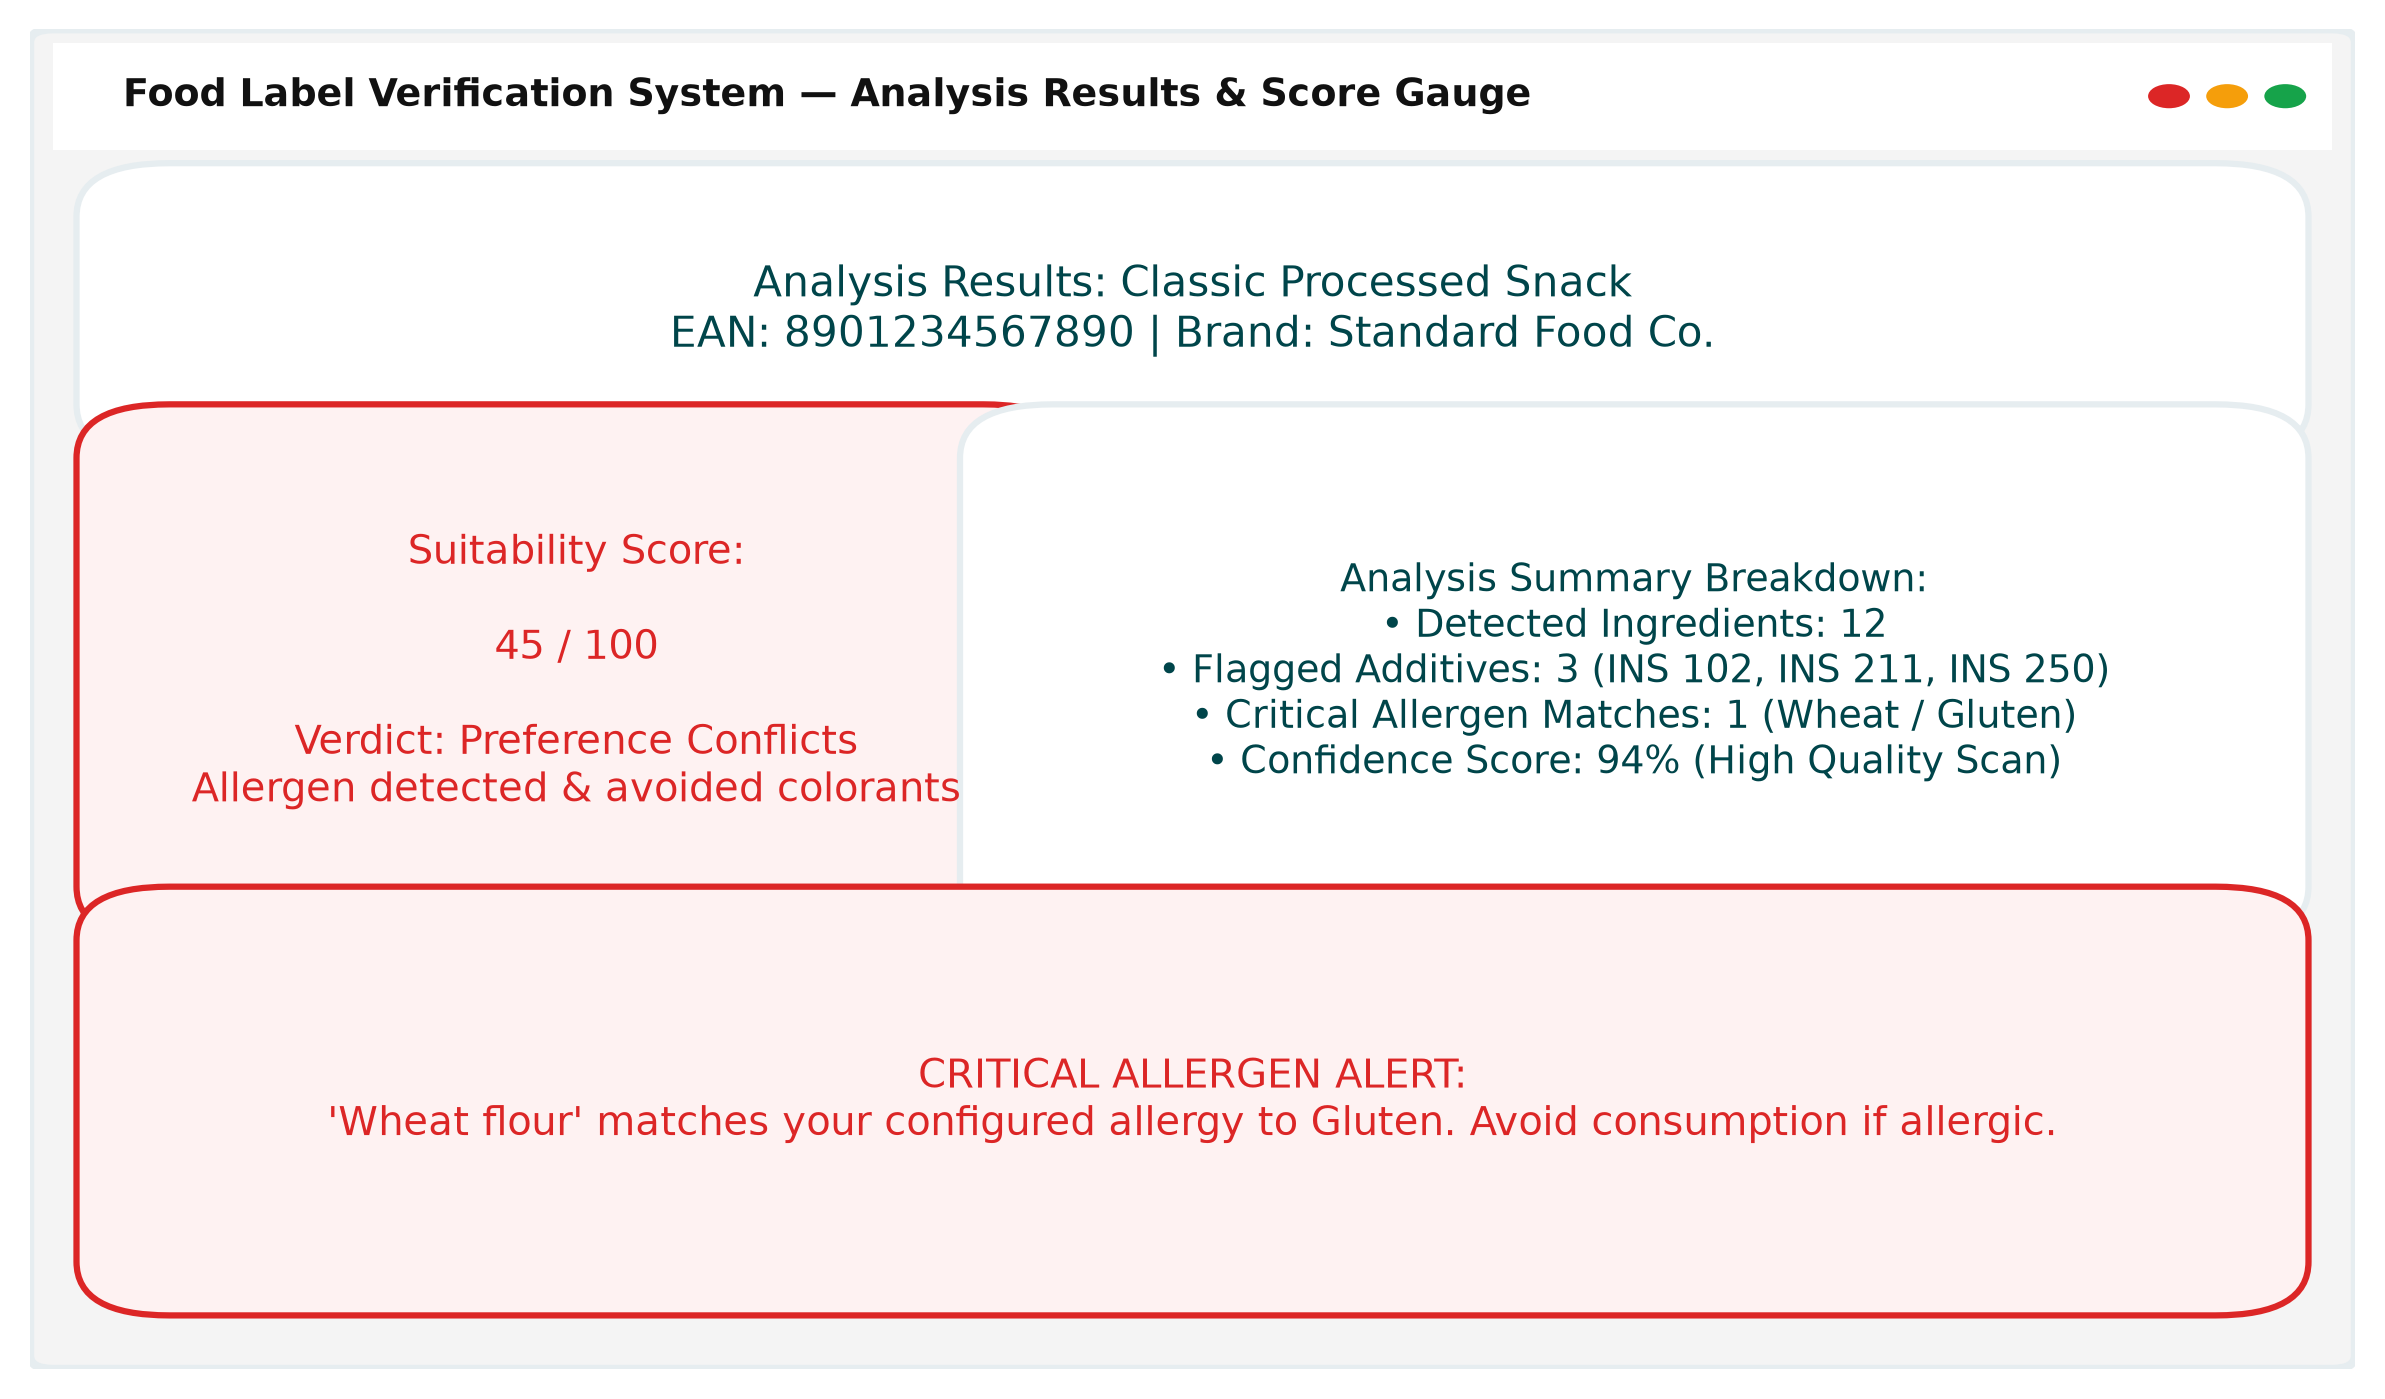 Food Label Verification System — Analysis Results & Score Gauge
Analysis Results: Classic Processed Snack
EAN: 8901234567890 | Brand: Standard Food Co.
Suitability Score:
45 / 100
Verdict: Preference Conflicts
Allergen detected & avoided colorants
Analysis Summary Breakdown:
• Detected Ingredients: 12
• Flagged Additives: 3 (INS 102, INS 211, INS 250)
• Critical Allergen Matches: 1 (Wheat / Gluten)
• Confidence Score: 94% (High Quality Scan)
CRITICAL ALLERGEN ALERT:
'Wheat flour' matches your configured allergy to Gluten. Avoid consumption if allergic.